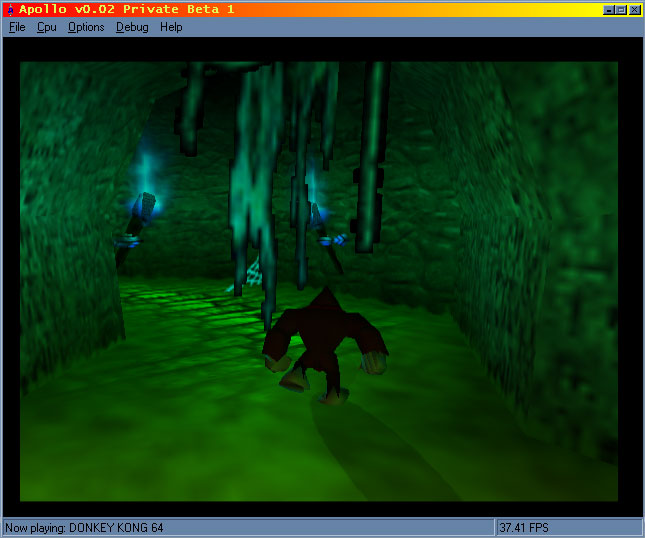 Apollo v0.02 Private Beta 1
File Cpu Options Debug Help
Now playing: DONKEY KONG 64 37.41 FPS